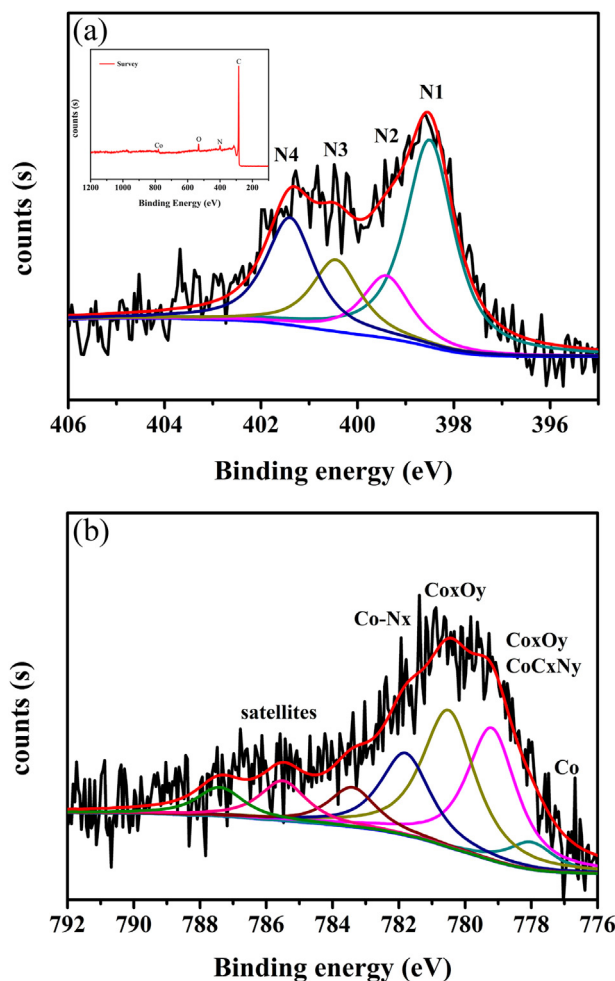 (a)
Survey
C
Co
O
N
counts (s)
1200 1000 800 600 400 200
Binding Energy (eV)
N1
N2
N3
N4
counts (s)
406 404 402 400 398 396
Binding energy (eV)
(b)
CoxOy
Co-Nx
CoxOy
CoCxNy
satellites
Co
counts (s)
792 790 788 786 784 782 780 778 776
Binding energy (eV)